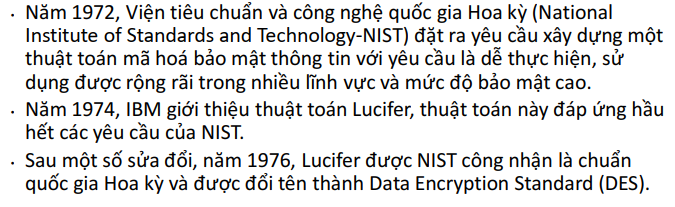 • Năm 1972, Viện tiêu chuẩn và công nghệ quốc gia Hoa kỳ (National
Institute of Standards and Technology-NIST) đặt ra yêu cầu xây dựng một
thuật toán mã hoá bảo mật thông tin với yêu cầu là dễ thực hiện, sử
dụng được rộng rãi trong nhiều lĩnh vực và mức độ bảo mật cao.
• Năm 1974, IBM giới thiệu thuật toán Lucifer, thuật toán này đáp ứng hầu
hết các yêu cầu của NIST.
• Sau một số sửa đổi, năm 1976, Lucifer được NIST công nhận là chuẩn
quốc gia Hoa kỳ và được đổi tên thành Data Encryption Standard (DES).